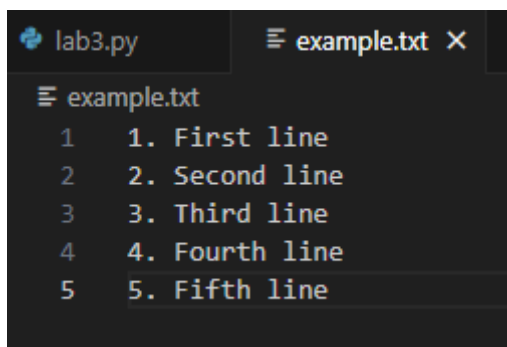 lab3.py example.txt ×
example.txt
1 1. First line
2 2. Second line
3 3. Third line
4 4. Fourth line
5 5. Fifth line